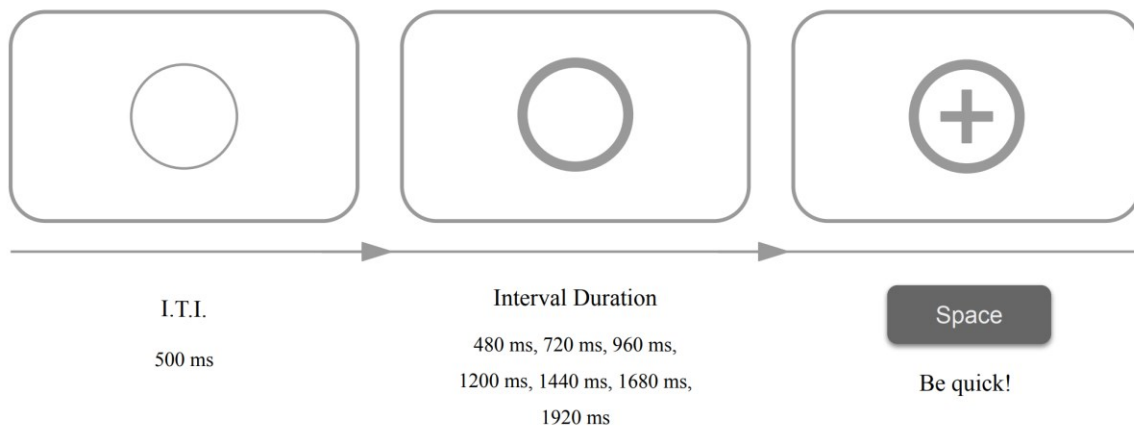 I.T.I.
500 ms
Interval Duration
480 ms, 720 ms, 960 ms,
1200 ms, 1440 ms, 1680 ms,
1920 ms
Space
Be quick!